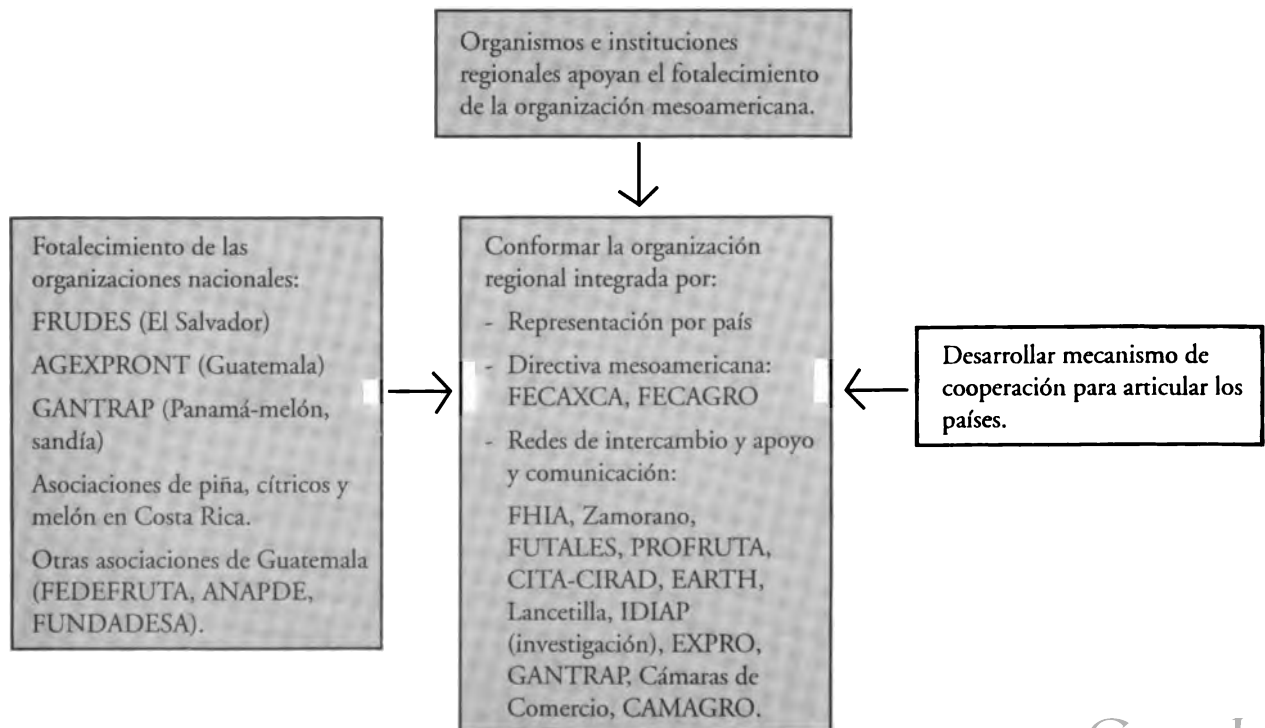 Organismos e instituciones
regionales apoyan el fotalecimiento
de la organización mesoamericana.
Fotalecimiento de las
organizaciones nacionales:
FRUDES (El Salvador)
AGEXPRONT (Guatemala)
GANTRAP (Panamá-melón,
sandía)
Asociaciones de piña, cítricos y
melón en Costa Rica.
Otras asociaciones de Guatemala
(FEDEFRUTA, ANAPDE,
FUNDADESA).
Conformar la organización
regional integrada por:
- Representación por país
- Directiva mesoamericana:
FECAXCA, FECAGRO
- Redes de intercambio y apoyo
y comunicación:
FHIA, Zamorano,
FUTALES, PROFRUTA,
CITA-CIRAD, EARTH,
Lancetilla, IDIAP
(investigación), EXPRO,
GANTRAP, Cámaras de
Comercio, CAMAGRO.
Desarrollar mecanismo de
cooperación para articular los
países.